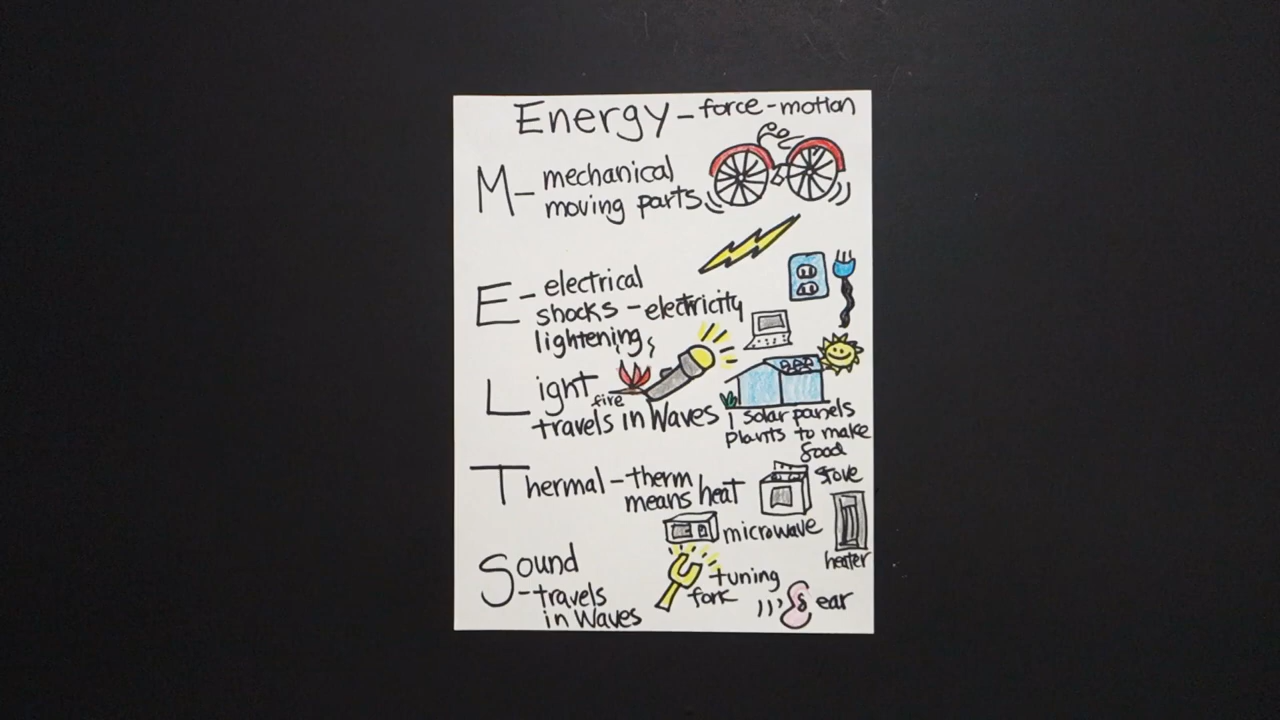 Energy - force - motion
M - mechanical
moving parts
E - electrical
shocks - electricity
lightening
Light
fire
travels in Waves
solar panels
plants to make
food
Thermal - therm
means heat
stove
microwave
heater
Sound
- travels
in Waves
tuning
fork
ear